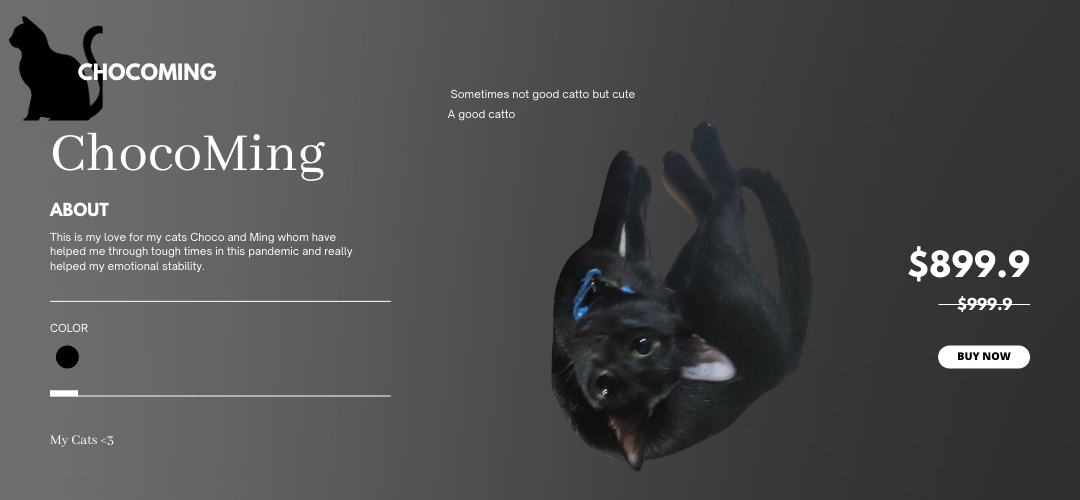 CHOCOMING
Sometimes not good catto but cute
A good catto
ChocoMing
ABOUT
This is my love for my cats Choco and Ming whom have
helped me through tough times in this pandemic and really
helped my emotional stability.
$899.9
$999.9
COLOR
BUY NOW
My Cats <3